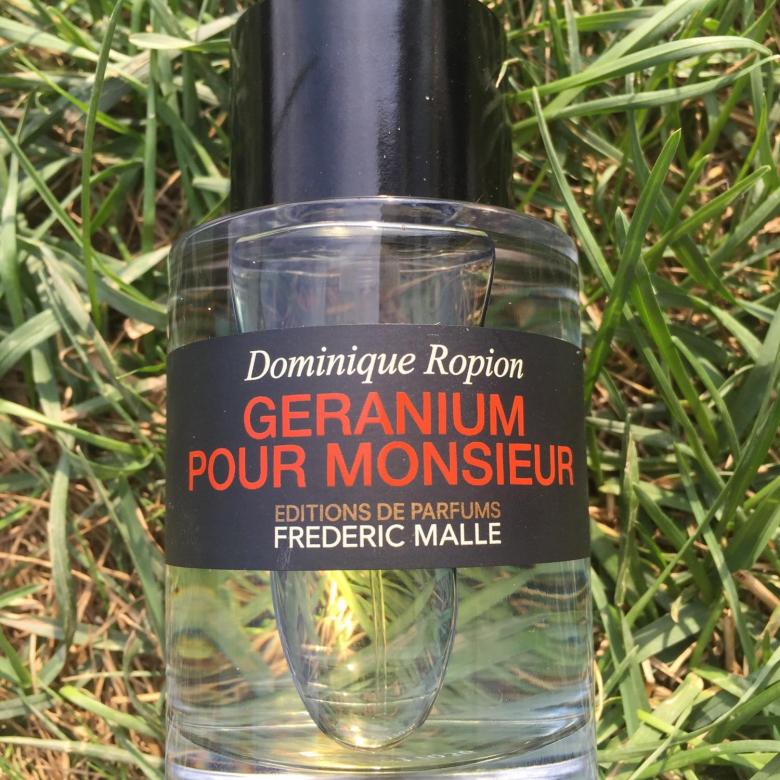 Dominique Ropion
GERANIUM
POUR MONSIEUR
EDITIONS DE PARFUMS
FREDERIC MALLE